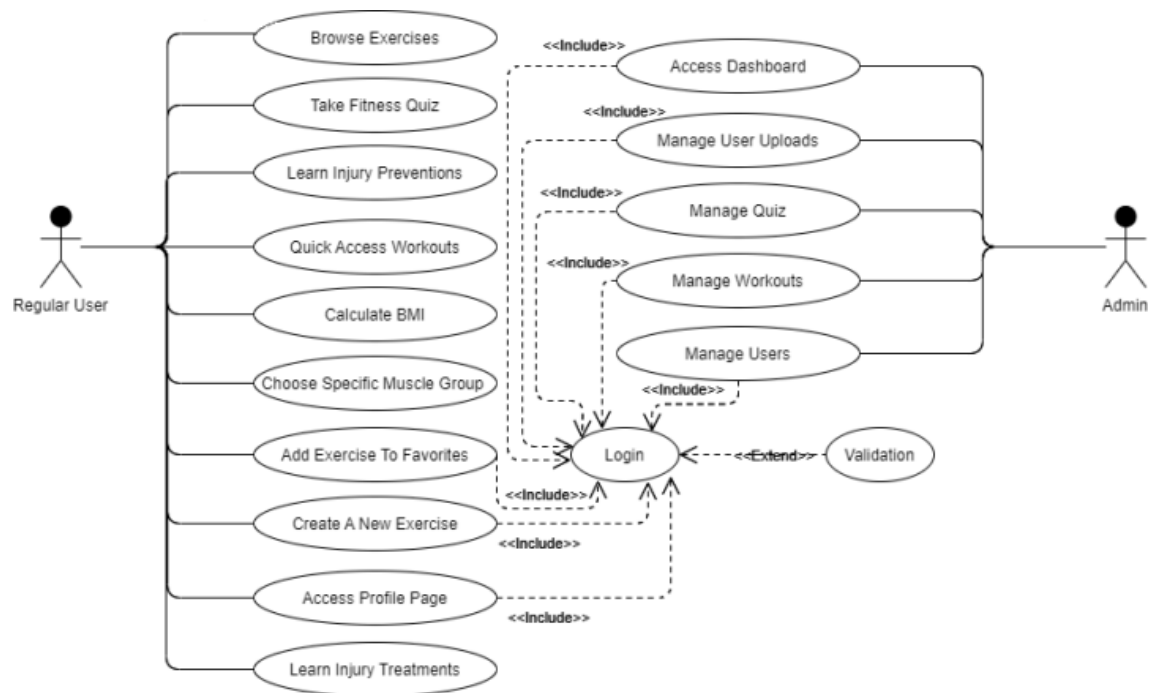 Browse Exercises
Take Fitness Quiz
Learn Injury Preventions
Quick Access Workouts
Calculate BMI
Choose Specific Muscle Group
Add Exercise To Favorites
Create A New Exercise
Access Profile Page
Learn Injury Treatments
Regular User
<<Include>>
Access Dashboard
<<Include>>
Manage User Uploads
<<Include>>
Manage Quiz
<<Include>>
Manage Workouts
Manage Users
<<Include>>
Login
<<Extend>>
Validation
<<Include>>
<<Include>>
<<Include>>
Admin